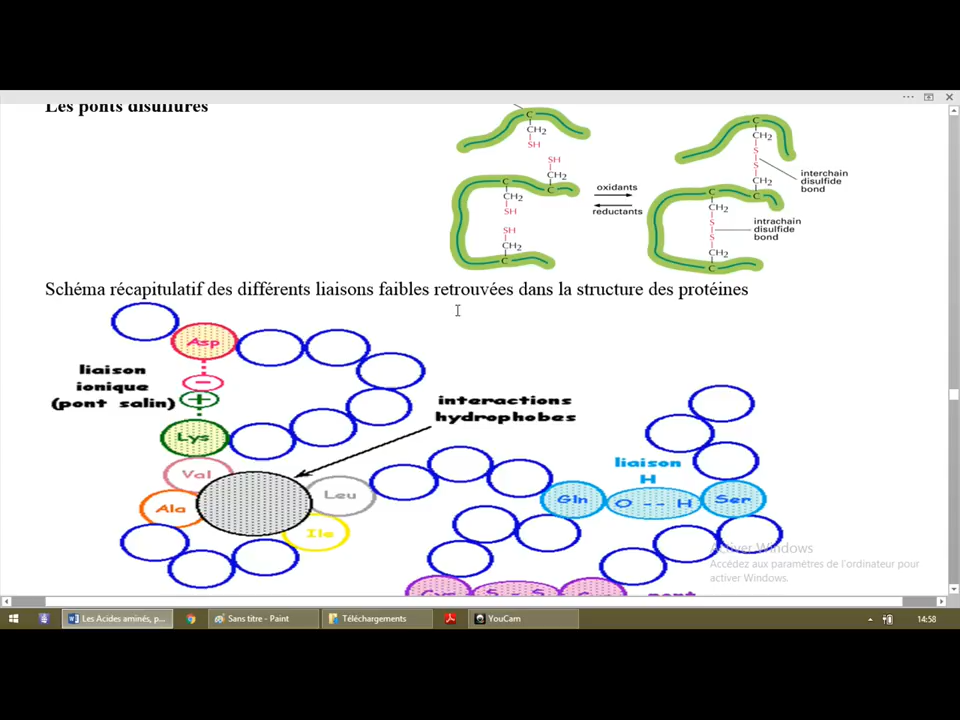 Les ponts disulfures
C
CH2
SH
SH
CH2
C
C
CH2
SH
SH
CH2
C
oxidants
reductants
C
CH2
S
S
CH2
C
interchain
disulfide
bond
C
CH2
S
S
CH2
C
intrachain
disulfide
bond
Schéma récapitulatif des différents liaisons faibles retrouvées dans la structure des protéines
Asp
liaison
ionique
(pont salin)
−
+
Lys
Val
Ala
Leu
Ile
interactions
hydrophobes
liaison
H
Gln
O -- H
Ser
S - S
pont
Activer Windows
Accédez aux paramètres de l'ordinateur pour
activer Windows.
Les Acides aminés, p...
Sans titre - Paint
Téléchargements
YouCam
14:58